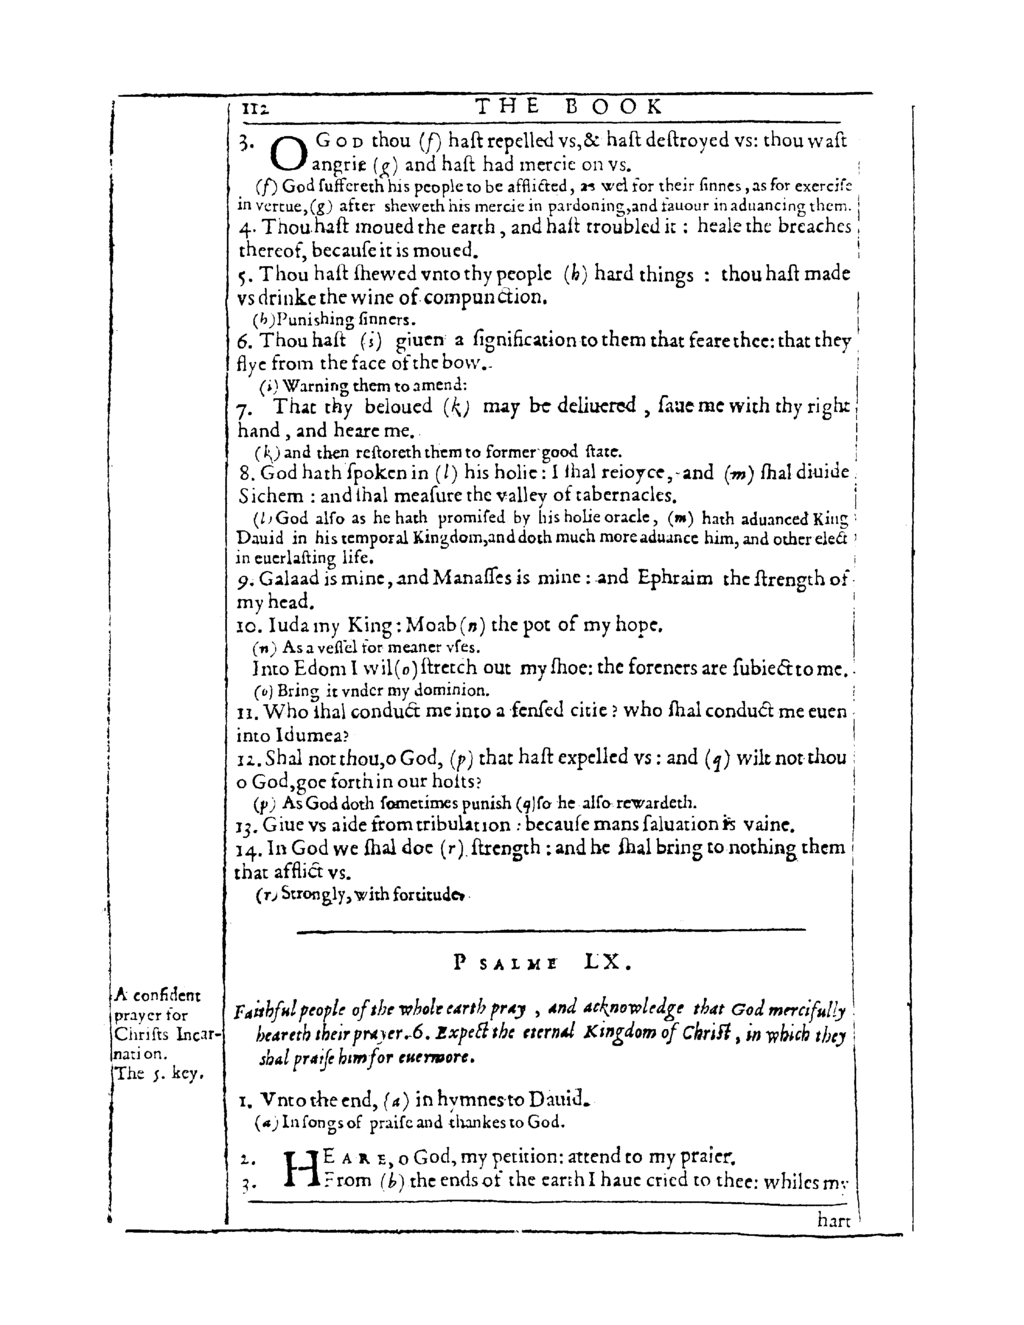 112 THE BOOK
3. O GOD thou (f) haſt repelled vs,& haſt deſtroyed vs: thou waſt
angrie (g) and haſt had mercie on vs.
(f) God ſuffereth his people to be afflicted, as wel for their ſinnes, as for exerciſe
in vertue, (g) after sheweth his mercie in pardoning, and fauour in aduancing them.
4. Thou haſt moued the earth, and haſt troubled it : heale the breaches
thereof, becauſe it is moued.
5. Thou haſt ſhewed vnto thy people (h) hard things : thou haſt made
vs drinke the wine of compunction.
(h) Punishing ſinners.
6. Thou haſt (i) giuen a ſignification to them that feare thee: that they
flye from the face of the bow.
(i) Warning them to amend:
7. That thy beloued (k) may be deliuered, ſaue me with thy right
hand, and heare me.
(k) and then reſtoreth them to former good ſtate.
8. God hath ſpoken in (l) his holie : I ſhal reioyce, and (m) ſhal diuide
Sichem : and ſhal meaſure the valley of tabernacles.
(l) God alſo as he hath promiſed by his holie oracle, (m) hath aduanced King
Dauid in his temporal Kingdom, and doth much more aduance him, and other elect
in euerlaſting life.
9. Galaad is mine, and Manaſſes is mine : and Ephraim the ſtrength of
my head.
10. Iuda my King : Moab (n) the pot of my hope.
(n) As a veſſel for meaner vſes.
Into Edom I wil (o) ſtretch out my ſhoe: the foreners are ſubiect to me.
(o) Bring it vnder my dominion.
11. Who ſhal conduct me into a fenſed citie ? who ſhal conduct me euen
into Idumea?
12. Shal not thou, o God, (p) that haſt expelled vs : and (q) wilt not thou
o God, goe forth in our hoſts?
(p) As God doth ſometimes punish (q) ſo he alſo rewardeth.
13. Giue vs aide from tribulation : becauſe mans ſaluation is vaine.
14. In God we ſhal doe (r) ſtrength ; and he ſhal bring to nothing them
that afflict vs.
(r) Strongly, with fortitude.
PSALME LX.
A confident
prayer for
Chriſts Incar-
nation.
The 5. key.
Faithful people of the whole earth pray, and acknowledge that God mercifully
heareth their prayer. 6. Expect the eternal Kingdom of Chriſt, in which they
shal praiſe him for euermore.
1. Vnto the end, (a) in hymnes to Dauid.
(a) In ſongs of praiſe and thankes to God.
2. HEARE, o God, my petition: attend to my praier.
3. From (b) the ends of the earth I haue cried to thee: whiles my
hart